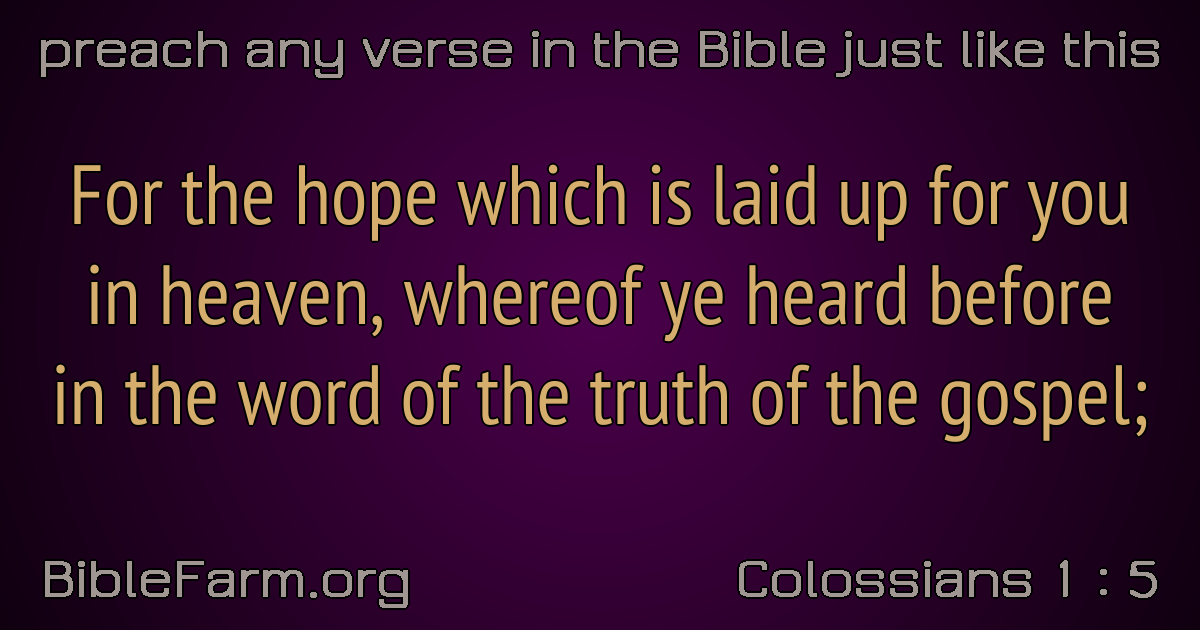 preach any verse in the Bible just like this
For the hope which is laid up for you
in heaven, whereof ye heard before
in the word of the truth of the gospel;
BibleFarm.org
Colossians 1 : 5